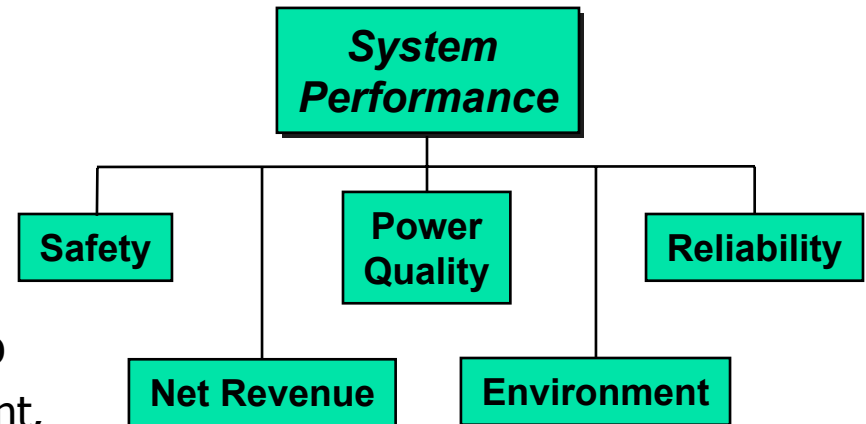 System
Performance
Safety
Power
Quality
Reliability
Net Revenue
Environment